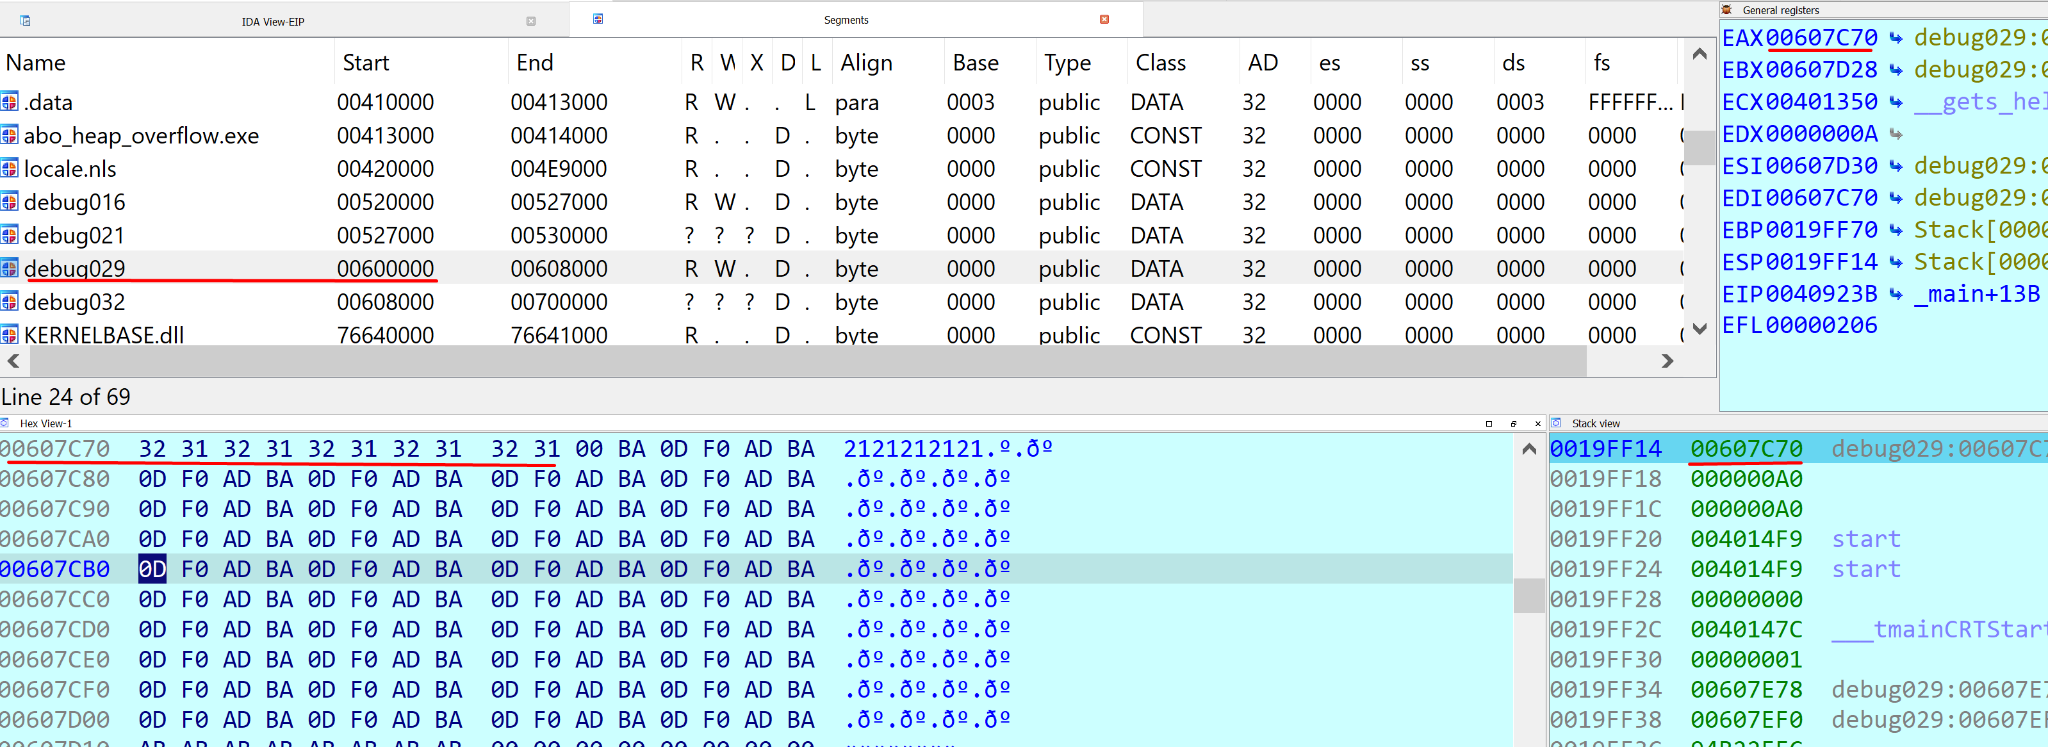 IDA View-EIP
Segments
Name Start End R W X D L Align Base Type Class AD es ss ds fs
.data 00410000 00413000 R W . . L para 0003 public DATA 32 0000 0000 0003 FFFFFF...
abo_heap_overflow.exe 00413000 00414000 R . . D . byte 0000 public CONST 32 0000 0000 0000 0000
locale.nls 00420000 004E9000 R . . D . byte 0000 public CONST 32 0000 0000 0000 0000
debug016 00520000 00527000 R W . D . byte 0000 public DATA 32 0000 0000 0000 0000
debug021 00527000 00530000 ? ? ? D . byte 0000 public DATA 32 0000 0000 0000 0000
debug029 00600000 00608000 R W . D . byte 0000 public DATA 32 0000 0000 0000 0000
debug032 00608000 00700000 ? ? ? D . byte 0000 public DATA 32 0000 0000 0000 0000
KERNELBASE.dll 76640000 76641000 R . . D . byte 0000 public CONST 32 0000 0000 0000 0000
Line 24 of 69
General registers
EAX 00607C70 debug029:0
EBX 00607D28 debug029:0
ECX 00401350 __gets_hel
EDX 0000000A
ESI 00607D30 debug029:0
EDI 00607C70 debug029:0
EBP 0019FF70 Stack[0000
ESP 0019FF14 Stack[0000
EIP 0040923B _main+13B
EFL 00000206
Hex View-1
00607C70 32 31 32 31 32 31 32 31 32 31 00 BA 0D F0 AD BA 2121212121.º.ðº
00607C80 0D F0 AD BA 0D F0 AD BA 0D F0 AD BA 0D F0 AD BA .ðº.ðº.ðº.ðº
00607C90 0D F0 AD BA 0D F0 AD BA 0D F0 AD BA 0D F0 AD BA .ðº.ðº.ðº.ðº
00607CA0 0D F0 AD BA 0D F0 AD BA 0D F0 AD BA 0D F0 AD BA .ðº.ðº.ðº.ðº
00607CB0 0D F0 AD BA 0D F0 AD BA 0D F0 AD BA 0D F0 AD BA .ðº.ðº.ðº.ðº
00607CC0 0D F0 AD BA 0D F0 AD BA 0D F0 AD BA 0D F0 AD BA .ðº.ðº.ðº.ðº
00607CD0 0D F0 AD BA 0D F0 AD BA 0D F0 AD BA 0D F0 AD BA .ðº.ðº.ðº.ðº
00607CE0 0D F0 AD BA 0D F0 AD BA 0D F0 AD BA 0D F0 AD BA .ðº.ðº.ðº.ðº
00607CF0 0D F0 AD BA 0D F0 AD BA 0D F0 AD BA 0D F0 AD BA .ðº.ðº.ðº.ðº
00607D00 0D F0 AD BA 0D F0 AD BA 0D F0 AD BA 0D F0 AD BA .ðº.ðº.ðº.ðº
00607D10 AB AB AB AB AB AB AB AB 00 00 00 00 00 00 00 00
Stack view
0019FF14 00607C70 debug029:00607C7
0019FF18 000000A0
0019FF1C 000000A0
0019FF20 004014F9 start
0019FF24 004014F9 start
0019FF28 00000000
0019FF2C 0040147C ___tmainCRTStart
0019FF30 00000001
0019FF34 00607E78 debug029:00607E7
0019FF38 00607EF0 debug029:00607EF